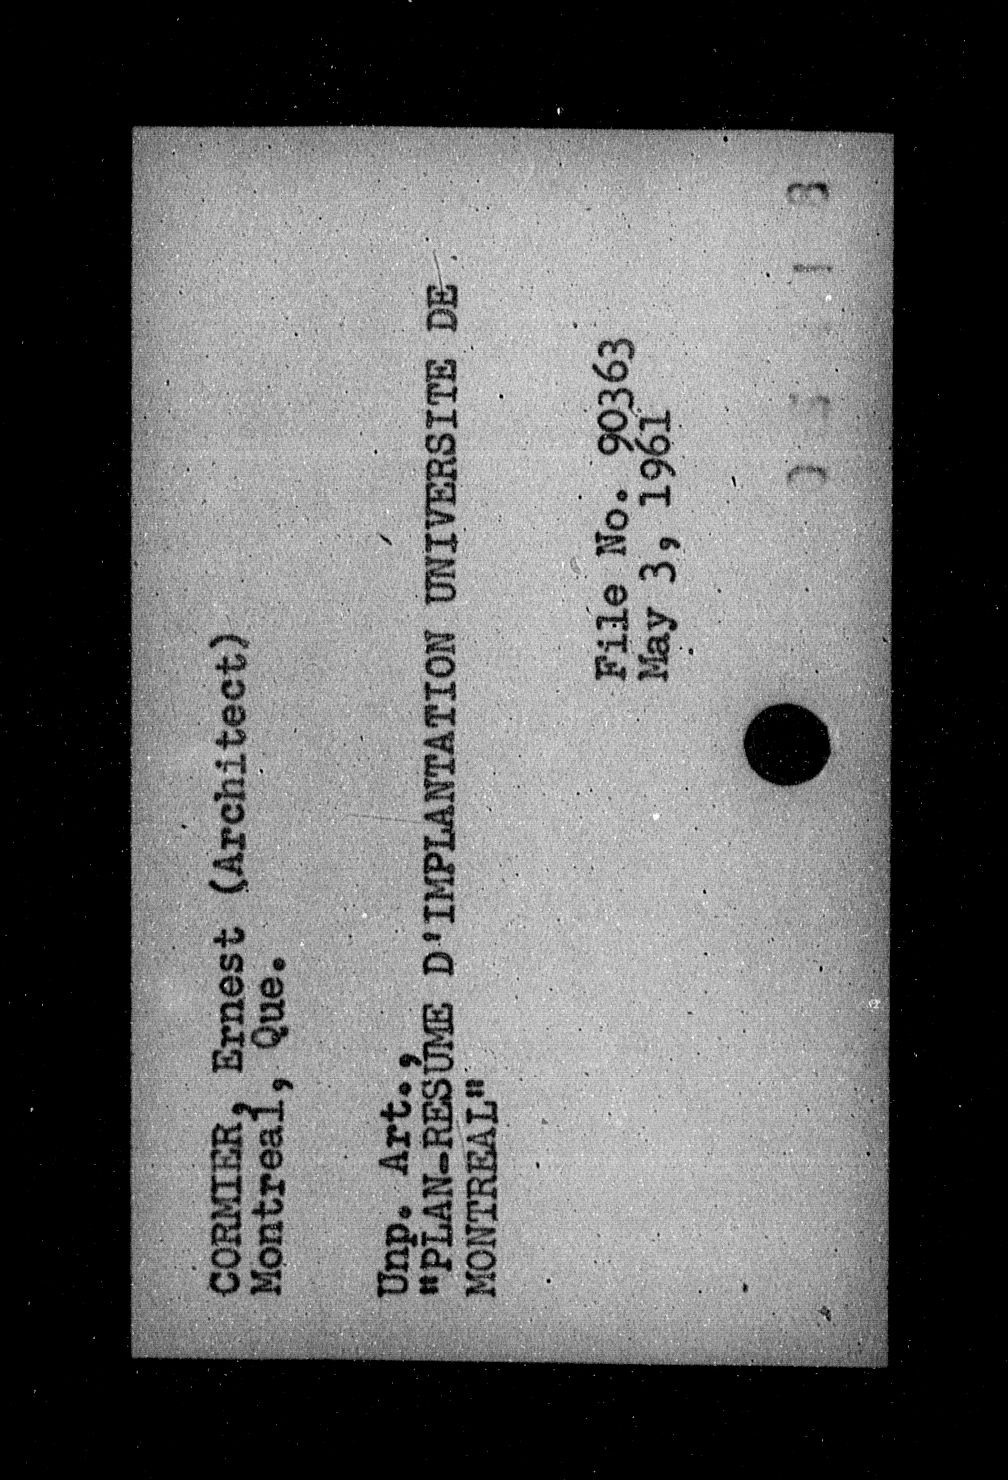 CORMIER, Ernest (Architect)
Montreal, Que.
Unp. Art.,
"PLAN-RESUME D'IMPLANTATION UNIVERSITE DE
MONTREAL"
File No. 90363
May 3, 1961